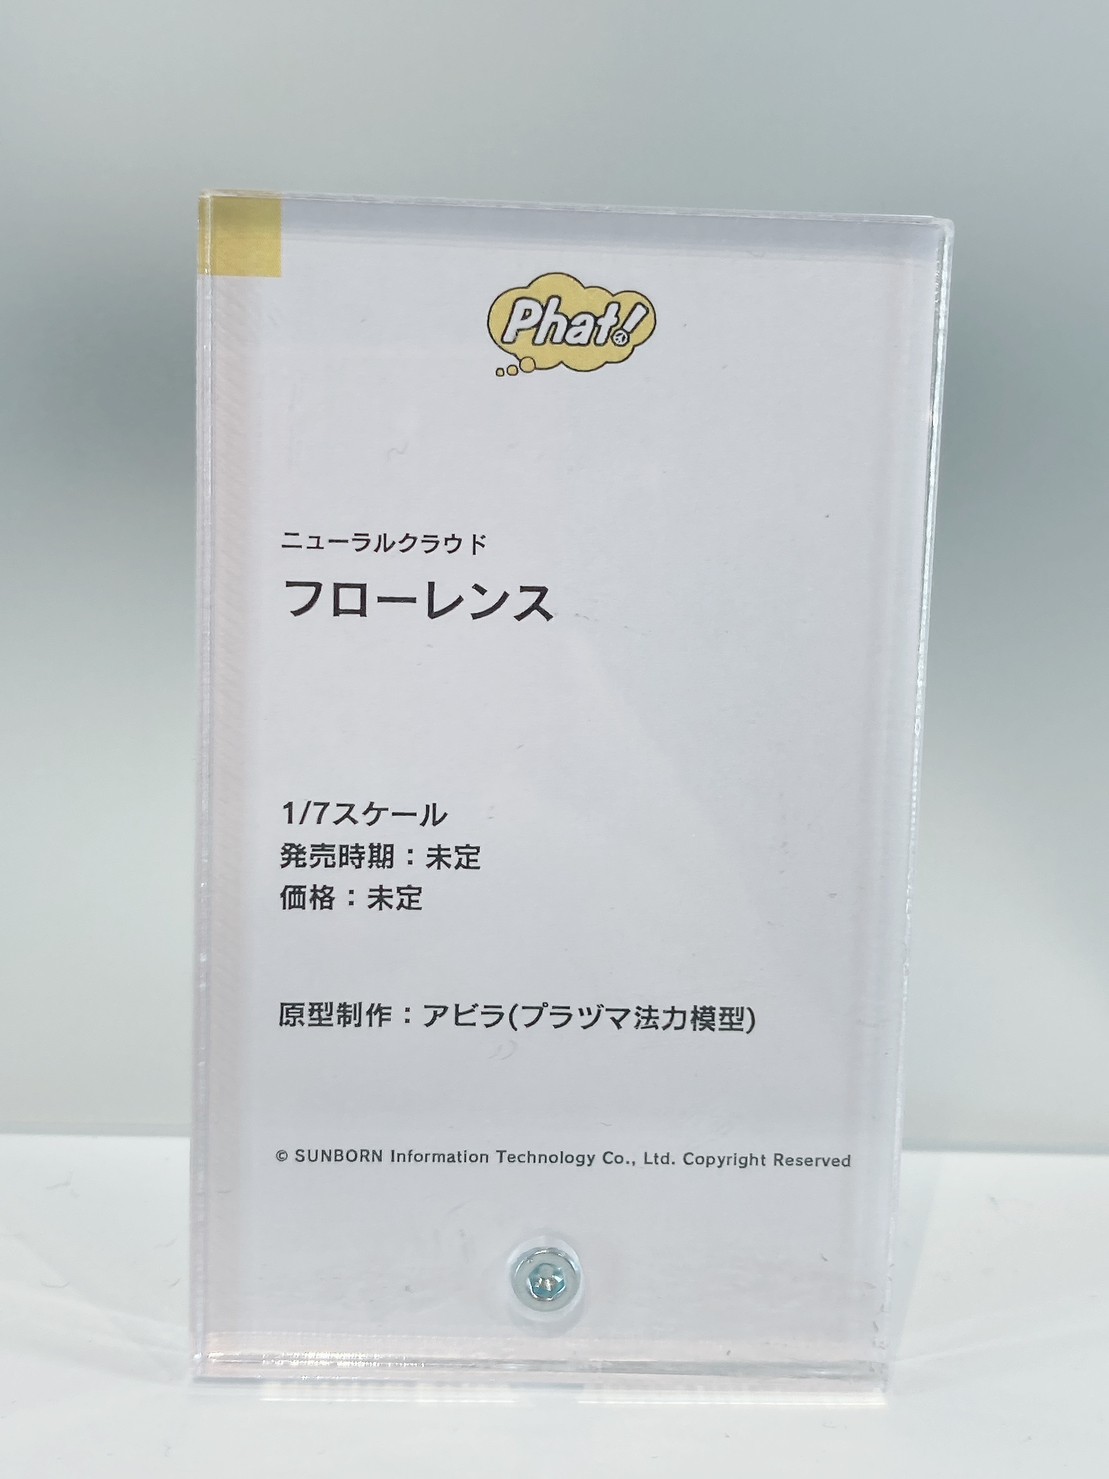 Phat!
ニューラルクラウド
フローレンス
1/7スケール
発売時期：未定
価格：未定
原型制作：アビラ(プラヅマ法力模型)
© SUNBORN Information Technology Co., Ltd. Copyright Reserved